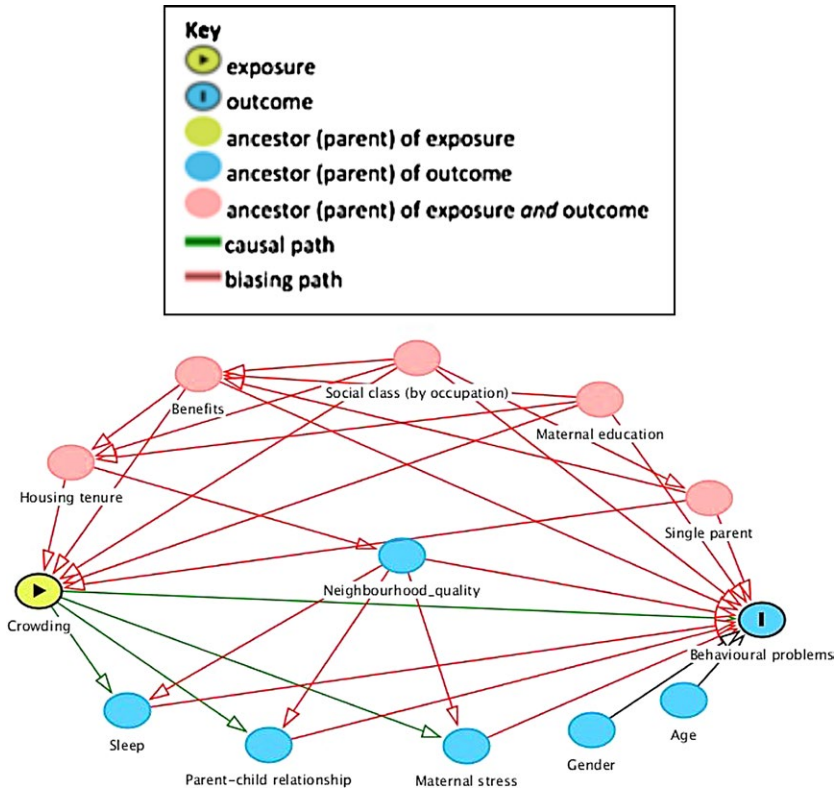 Key
exposure
outcome
ancestor (parent) of exposure
ancestor (parent) of outcome
ancestor (parent) of exposure and outcome
causal path
biasing path
Social class (by occupation)
Benefits
Maternal education
Housing tenure
Single parent
Neighbourhood_quality
Crowding
Behavioural problems
Sleep
Parent-child relationship
Maternal stress
Gender
Age